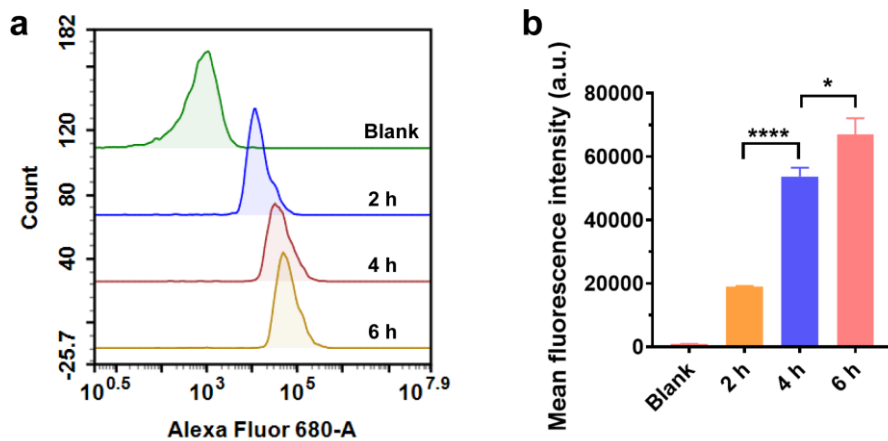 a
Count
182
120
80
40
-25.7
Blank
2 h
4 h
6 h
10^0.5 10^3 10^5 10^7.9
Alexa Fluor 680-A
b
Mean fluorescence intensity (a.u.)
80000
60000
40000
20000
0
****
*
Blank 2 h 4 h 6 h